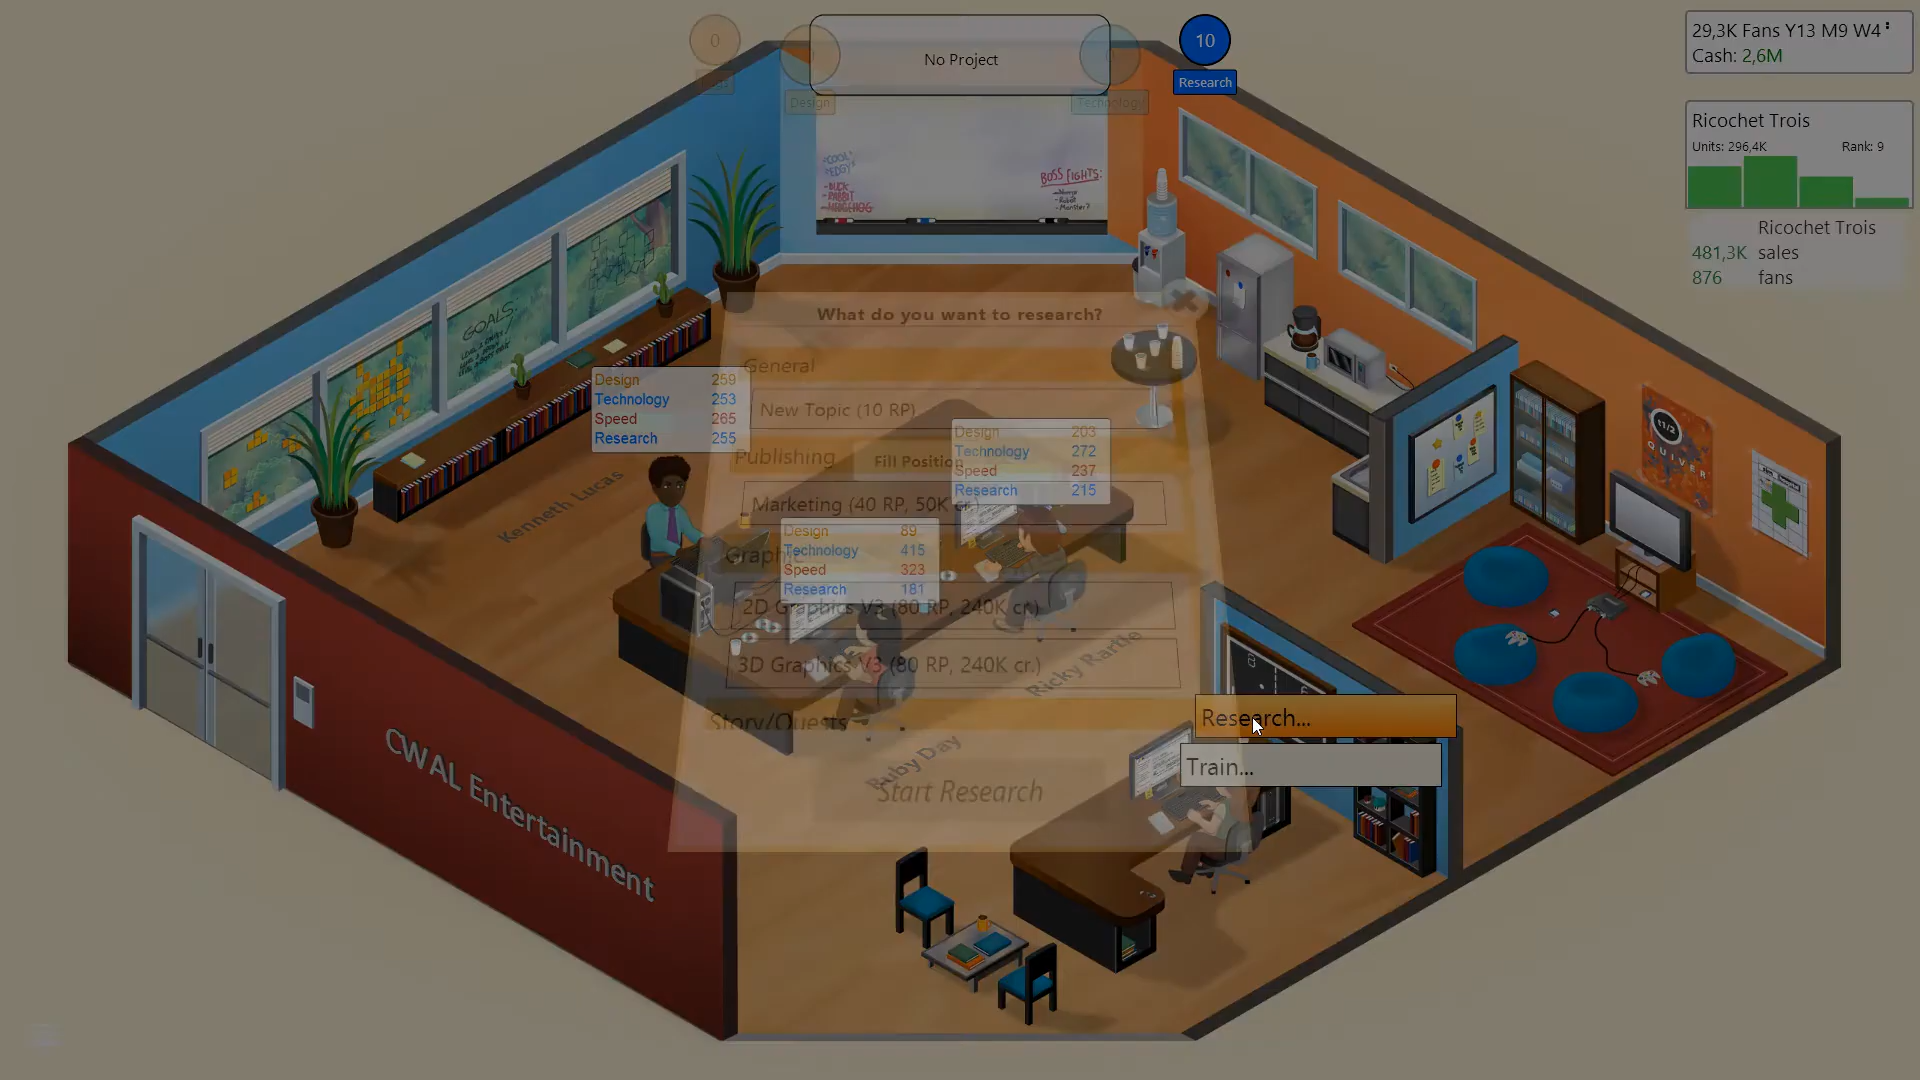 No Project
10
Research
0
Design
Technology
29,3K Fans Y13 M9 W4
Cash: 2,6M
Ricochet Trois
Units: 296,4K
Rank: 9
Ricochet Trois
481,3K sales
876 fans
BOSS FIGHTS:
GOALS:
What do you want to research?
General
New Topic (10 RP)
Publishing
Fill Position
Marketing (40 RP, 50K cr.)
2D Graphics V3 (80 RP, 240K cr.)
3D Graphics V3 (80 RP, 240K cr.)
Story/Quests
Start Research
Design 259
Technology 253
Speed 265
Research 255
Design 203
Technology 272
Speed 237
Research 215
Design 89
Technology 415
Speed 323
Research 181
Kenneth Lucas
Ricky Rartle
Ruby Day
Research...
Train...
t1/2
QUIVER
CWAL Entertainment